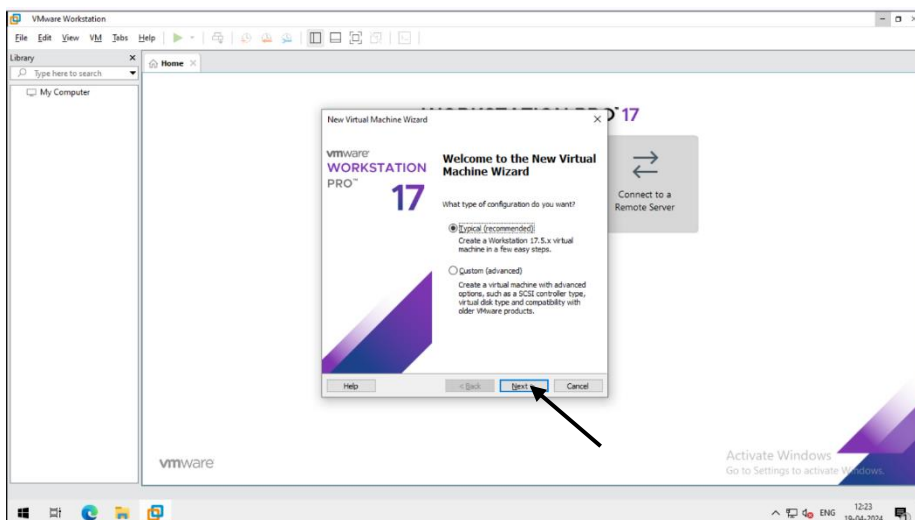 VMware Workstation
File Edit View VM Tabs Help
Library
Type here to search
My Computer
Home
WORKSTATION PRO™ 17
Connect to a
Remote Server
New Virtual Machine Wizard
vmware
WORKSTATION
PRO™
17
Welcome to the New Virtual
Machine Wizard
What type of configuration do you want?
Typical (recommended)
Create a Workstation 17.5.x virtual
machine in a few easy steps.
Custom (advanced)
Create a virtual machine with advanced
options, such as a SCSI controller type,
virtual disk type and compatibility with
older VMware products.
Help < Back Next Cancel
vmware
Activate Windows
Go to Settings to activate Windows.
ENG
12:23
19-04-2024